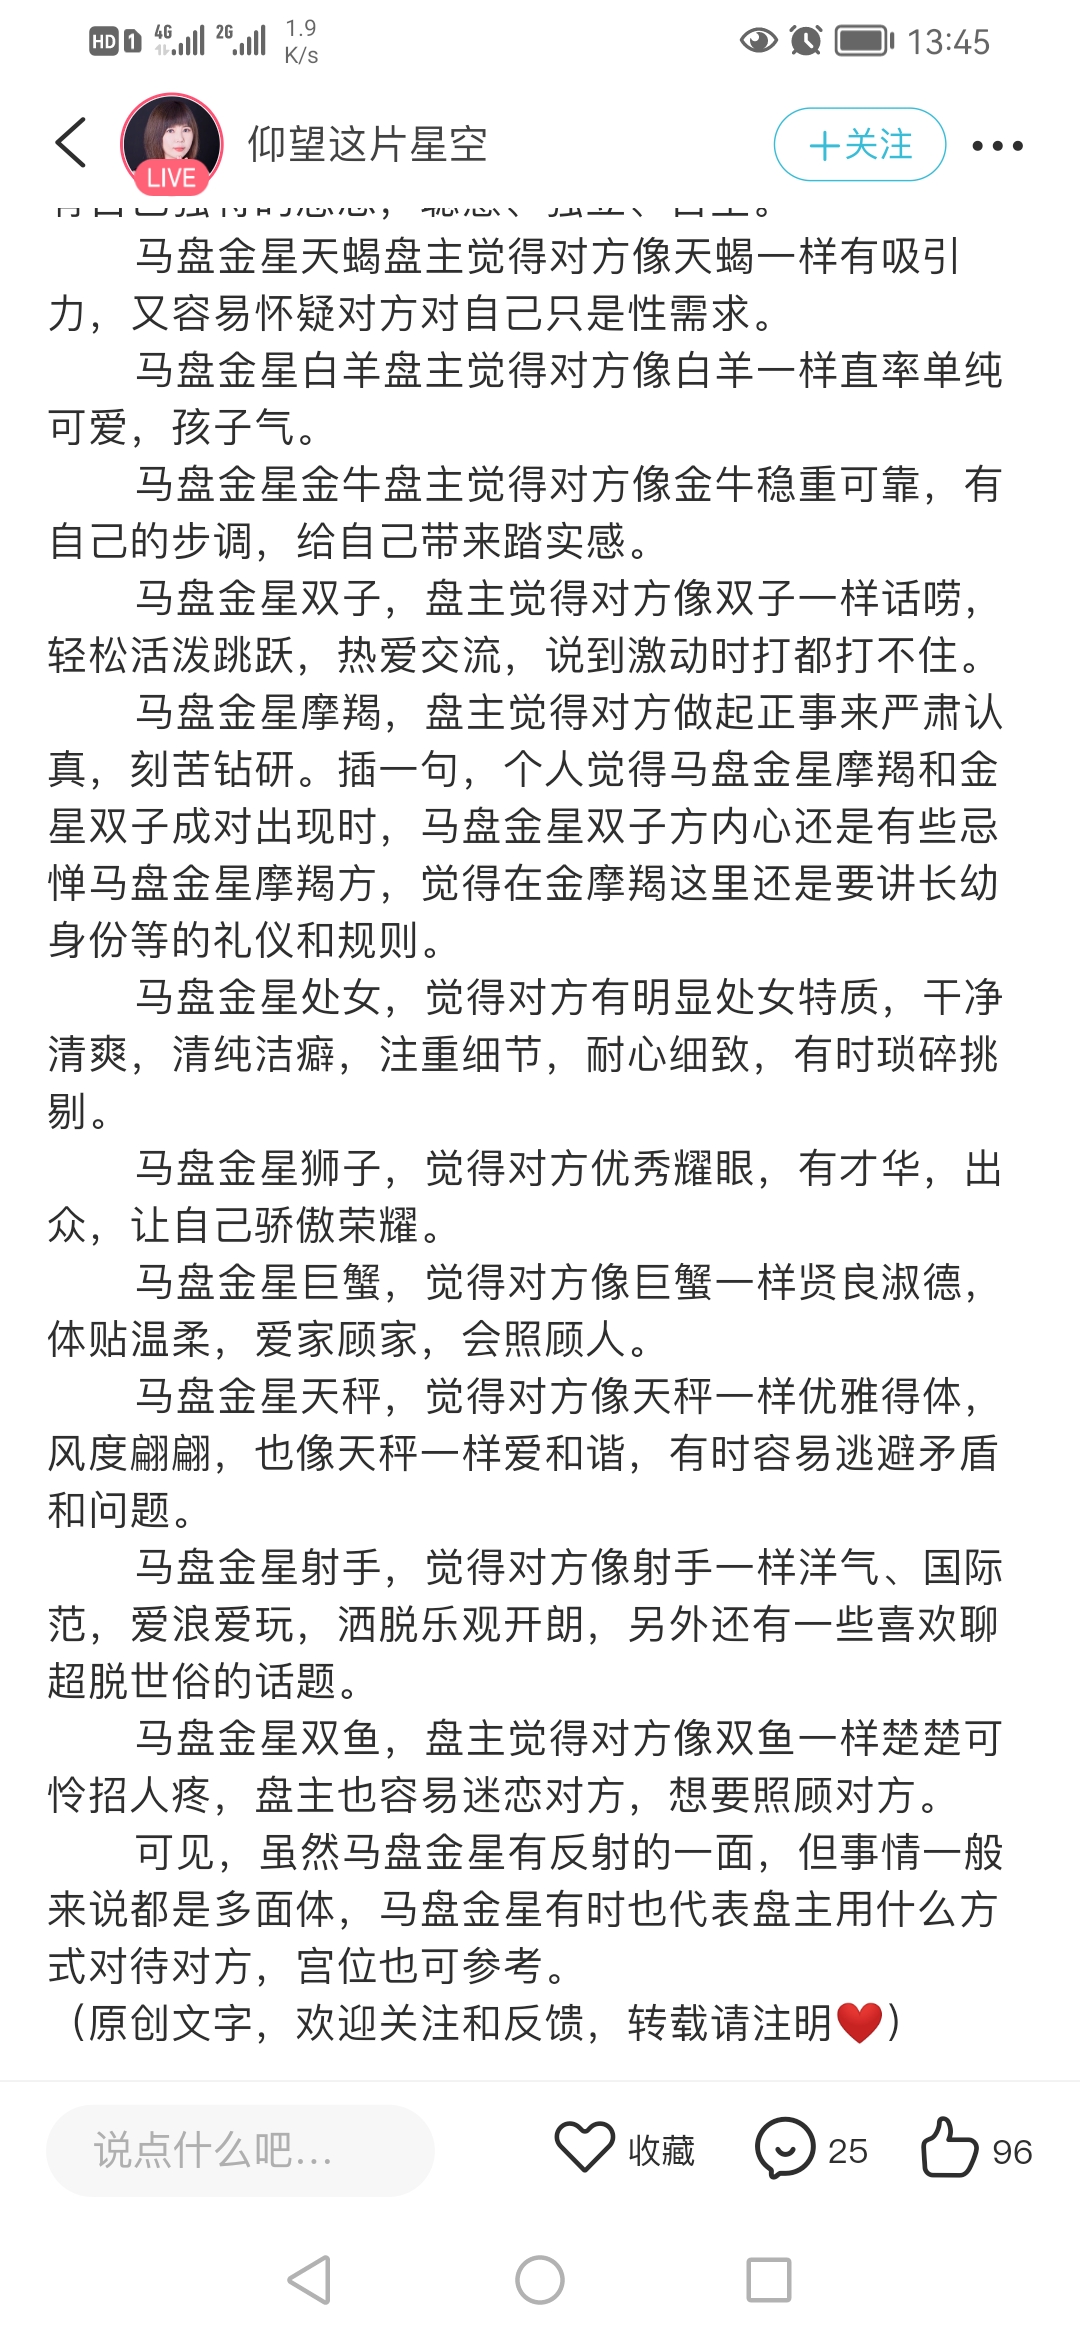 HD 1 4G 2G 1.9 K/s 13:45
仰望这片星空
LIVE
+关注
马盘金星天蝎盘主觉得对方像天蝎一样有吸引
力，又容易怀疑对方对自己只是性需求。
马盘金星白羊盘主觉得对方像白羊一样直率单纯
可爱，孩子气。
马盘金星金牛盘主觉得对方像金牛稳重可靠，有
自己的步调，给自己带来踏实感。
马盘金星双子，盘主觉得对方像双子一样话唠，
轻松活泼跳跃，热爱交流，说到激动时打都打不住。
马盘金星摩羯，盘主觉得对方做起正事来严肃认
真，刻苦钻研。插一句，个人觉得马盘金星摩羯和金
星双子成对出现时，马盘金星双子方内心还是有些忌
惮马盘金星摩羯方，觉得在金摩羯这里还是要讲长幼
身份等的礼仪和规则。
马盘金星处女，觉得对方有明显处女特质，干净
清爽，清纯洁癖，注重细节，耐心细致，有时琐碎挑
剔。
马盘金星狮子，觉得对方优秀耀眼，有才华，出
众，让自己骄傲荣耀。
马盘金星巨蟹，觉得对方像巨蟹一样贤良淑德，
体贴温柔，爱家顾家，会照顾人。
马盘金星天秤，觉得对方像天秤一样优雅得体，
风度翩翩，也像天秤一样爱和谐，有时容易逃避矛盾
和问题。
马盘金星射手，觉得对方像射手一样洋气、国际
范，爱浪爱玩，洒脱乐观开朗，另外还有一些喜欢聊
超脱世俗的话题。
马盘金星双鱼，盘主觉得对方像双鱼一样楚楚可
怜招人疼，盘主也容易迷恋对方，想要照顾对方。
可见，虽然马盘金星有反射的一面，但事情一般
来说都是多面体，马盘金星有时也代表盘主用什么方
式对待对方，宫位也可参考。
（原创文字，欢迎关注和反馈，转载请注明❤️）
说点什么吧... 收藏 25 96